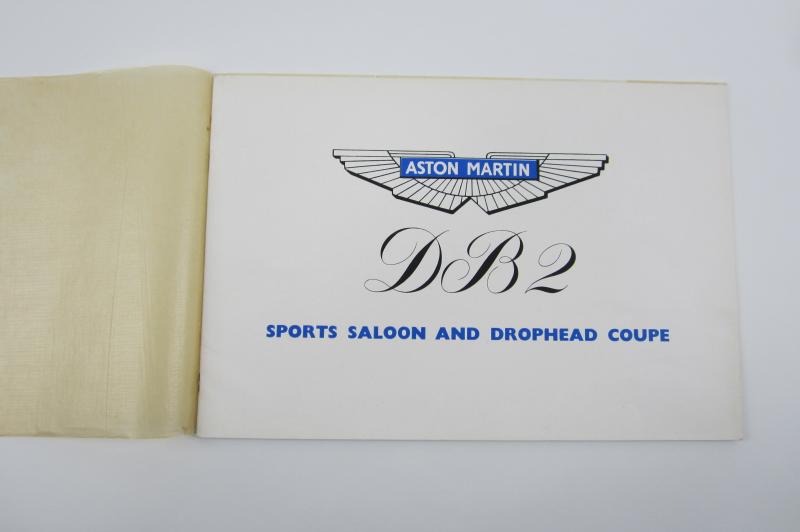 ASTON MARTIN
DB2
SPORTS SALOON AND DROPHEAD COUPE